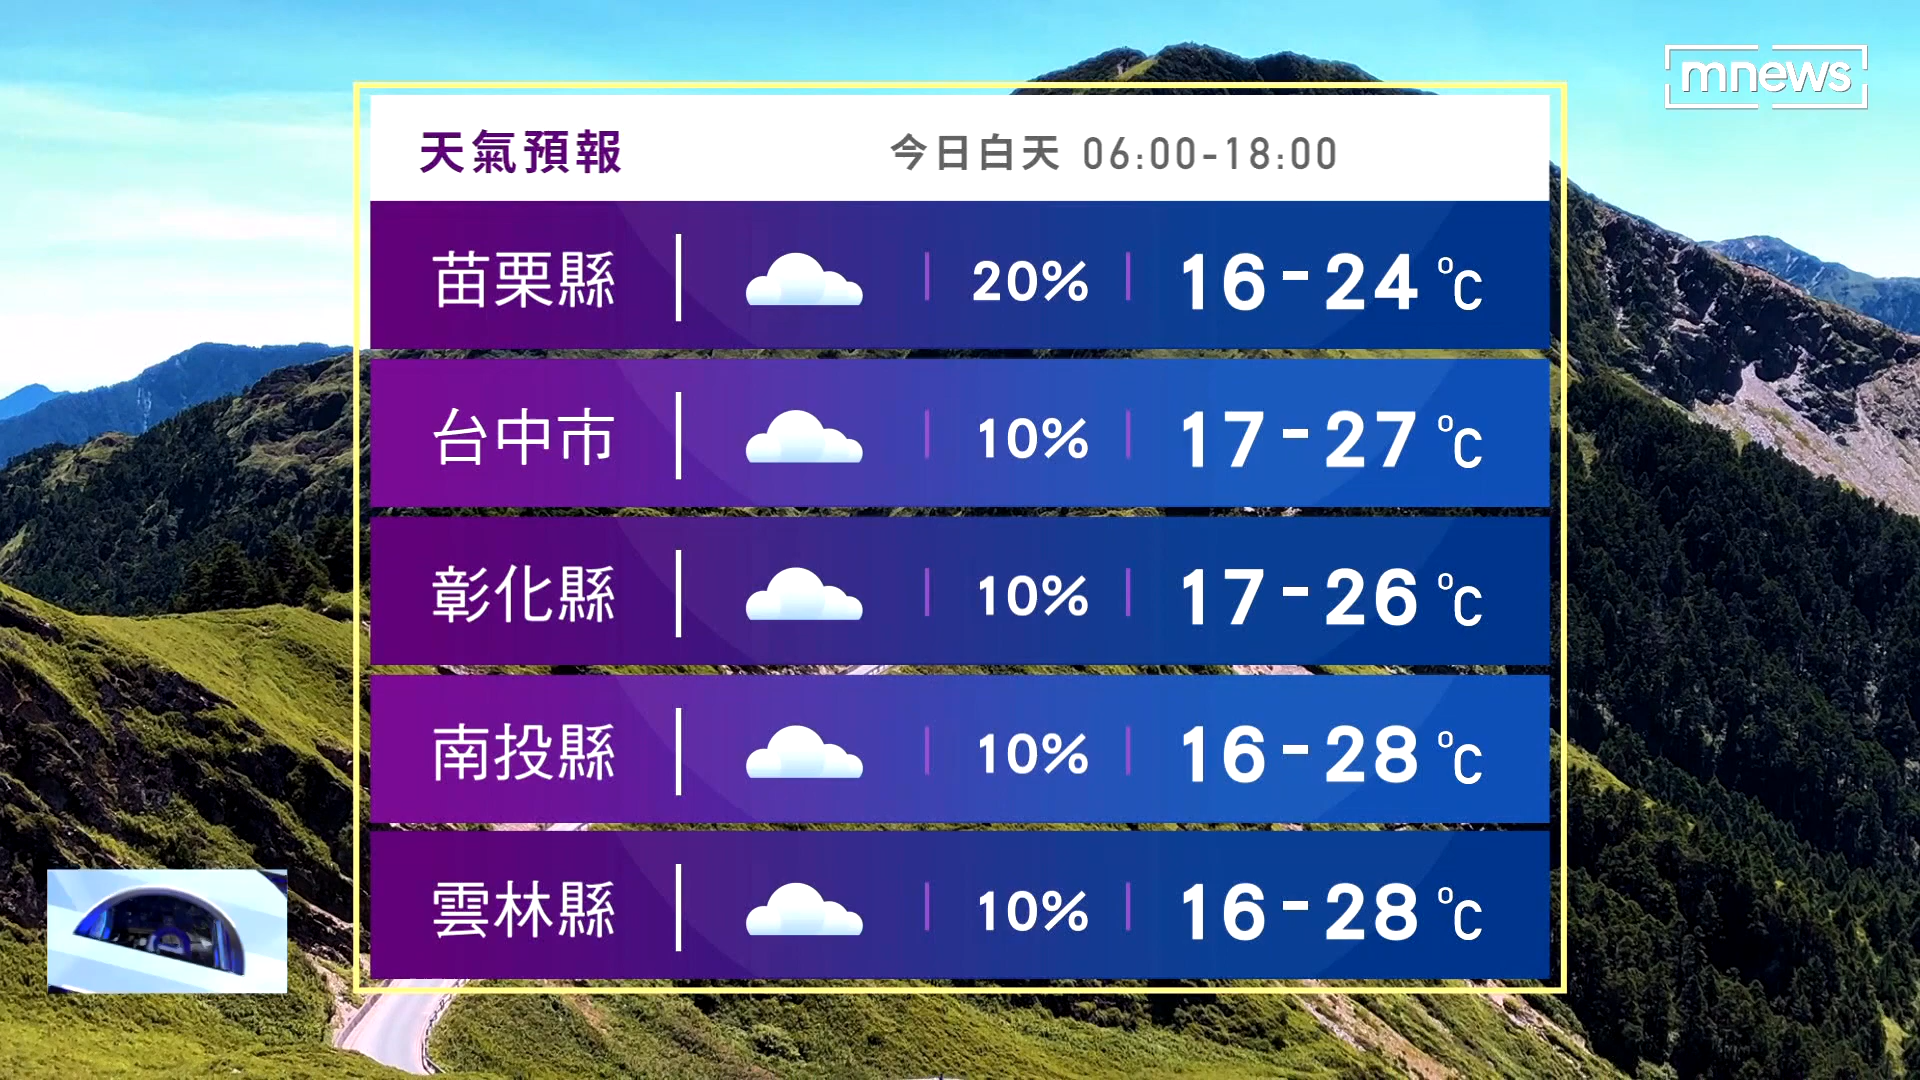 mnews
天氣預報 今日白天 06:00-18:00
苗栗縣 20% 16-24 °C
台中市 10% 17-27 °C
彰化縣 10% 17-26 °C
南投縣 10% 16-28 °C
雲林縣 10% 16-28 °C